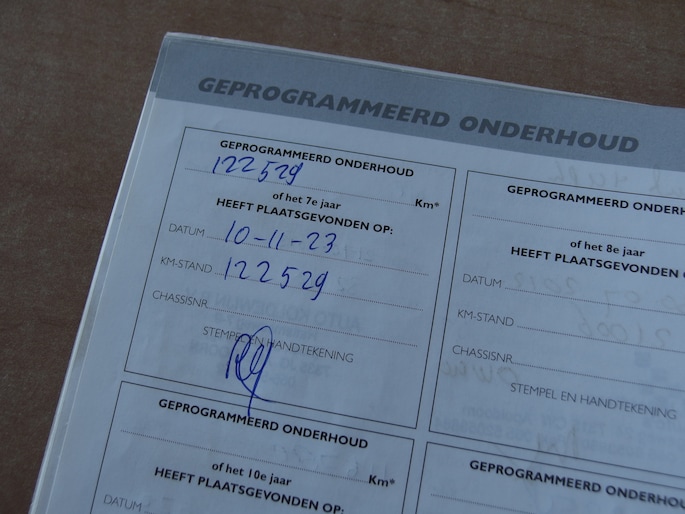 GEPROGRAMMEERD ONDERHOUD
GEPROGRAMMEERD ONDERHOUD
122529 Km*
of het 7e jaar
HEEFT PLAATSGEVONDEN OP:
DATUM 10-11-23
KM-STAND 122529
CHASSISNR.
STEMPEL EN HANDTEKENING
GEPROGRAMMEERD ONDERH
of het 8e jaar
HEEFT PLAATSGEVONDEN
DATUM
KM-STAND
CHASSISNR.
STEMPEL EN HANDTEKENING
GEPROGRAMMEERD ONDERHOUD
Km*
of het 10e jaar
HEEFT PLAATSGEVONDEN OP:
DATUM
GEPROGRAMMEERD ONDERHOU